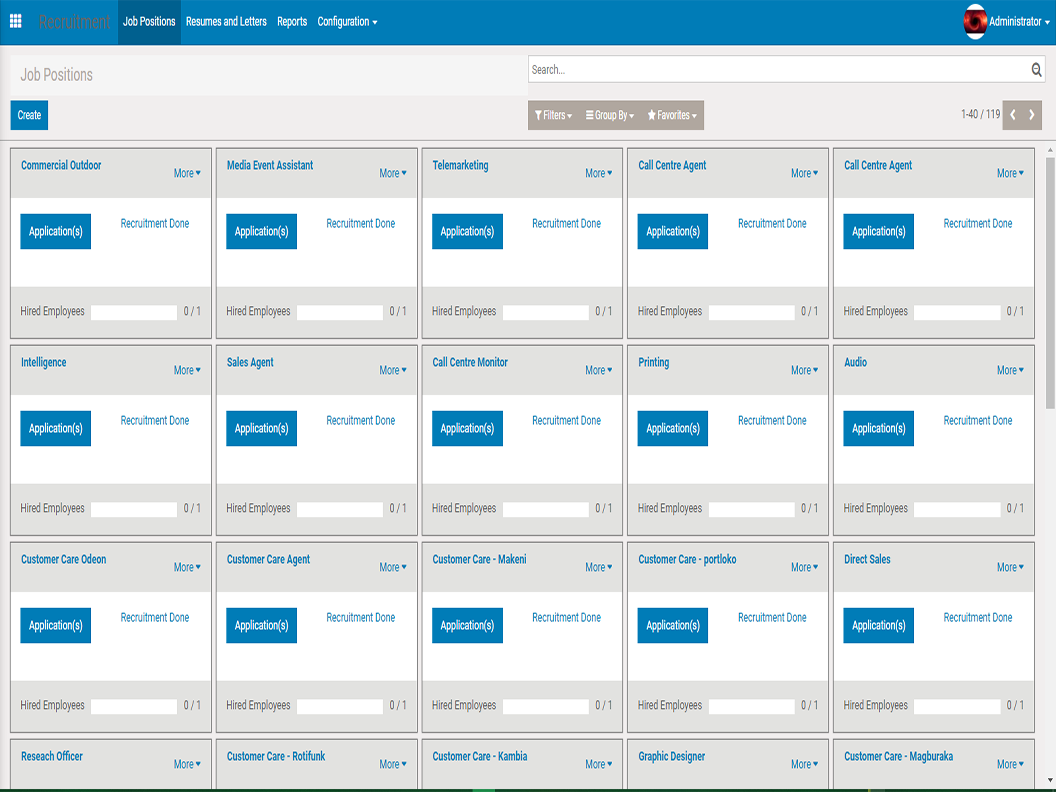 Recruitment Job Positions Resumes and Letters Reports Configuration Administrator
Job Positions
Search...
Create
Filters Group By Favorites 1-40 / 119
Commercial Outdoor Media Event Assistant Telemarketing Call Centre Agent Call Centre Agent
More More More More More
Application(s) Recruitment Done Application(s) Recruitment Done Application(s) Recruitment Done Application(s) Recruitment Done Application(s) Recruitment Done
Hired Employees 0 / 1 Hired Employees 0 / 1 Hired Employees 0 / 1 Hired Employees 0 / 1 Hired Employees 0 / 1
Intelligence Sales Agent Call Centre Monitor Printing Audio
More More More More More
Application(s) Recruitment Done Application(s) Recruitment Done Application(s) Recruitment Done Application(s) Recruitment Done Application(s) Recruitment Done
Hired Employees 0 / 1 Hired Employees 0 / 1 Hired Employees 0 / 1 Hired Employees 0 / 1 Hired Employees 0 / 1
Customer Care Odeon Customer Care Agent Customer Care - Makeni Customer Care - portloko Direct Sales
More More More More More
Application(s) Recruitment Done Application(s) Recruitment Done Application(s) Recruitment Done Application(s) Recruitment Done Application(s) Recruitment Done
Hired Employees 0 / 1 Hired Employees 0 / 1 Hired Employees 0 / 1 Hired Employees 0 / 1 Hired Employees 0 / 1
Reseach Officer Customer Care - Rotifunk Customer Care - Kambia Graphic Designer Customer Care - Magburaka
More More More More More